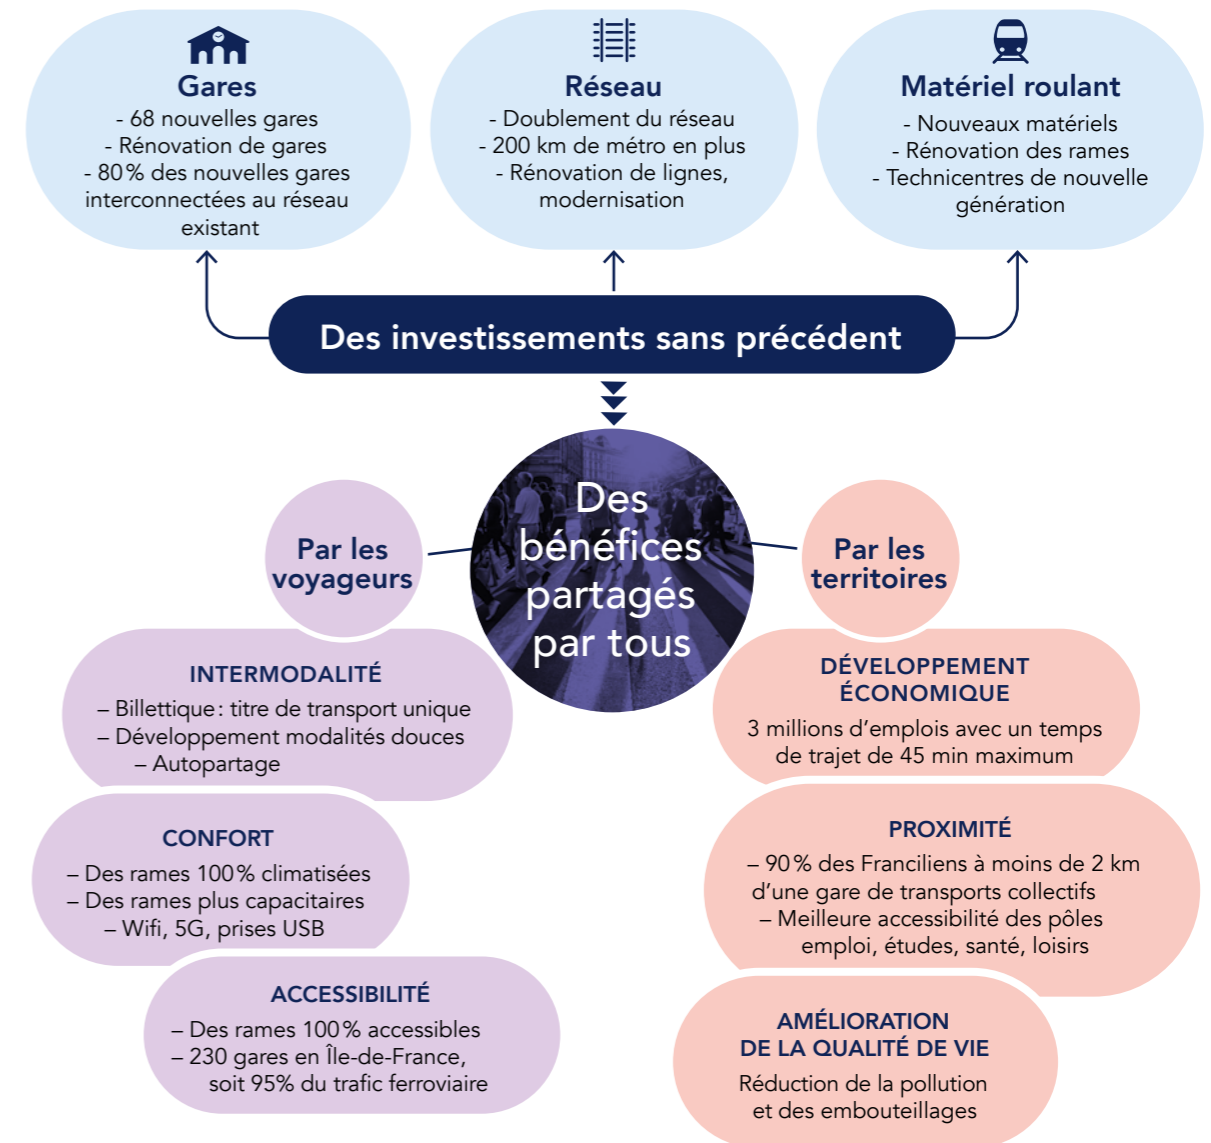 Gares
- 68 nouvelles gares
- Rénovation de gares
- 80 % des nouvelles gares
interconnectées au réseau
existant
Réseau
- Doublement du réseau
- 200 km de métro en plus
- Rénovation de lignes,
modernisation
Matériel roulant
- Nouveaux matériels
- Rénovation des rames
- Technicentres de nouvelle
génération
Des investissements sans précédent
Des
bénéfices
partagés
par tous
Par les
voyageurs
INTERMODALITÉ
– Billettique : titre de transport unique
– Développement modalités douces
– Autopartage
CONFORT
– Des rames 100 % climatisées
– Des rames plus capacitaires
– Wifi, 5G, prises USB
ACCESSIBILITÉ
– Des rames 100 % accessibles
– 230 gares en Île-de-France,
soit 95% du trafic ferroviaire
Par les
territoires
DÉVELOPPEMENT
ÉCONOMIQUE
3 millions d’emplois avec un temps
de trajet de 45 min maximum
PROXIMITÉ
– 90 % des Franciliens à moins de 2 km
d’une gare de transports collectifs
– Meilleure accessibilité des pôles
emploi, études, santé, loisirs
AMÉLIORATION
DE LA QUALITÉ DE VIE
Réduction de la pollution
et des embouteillages